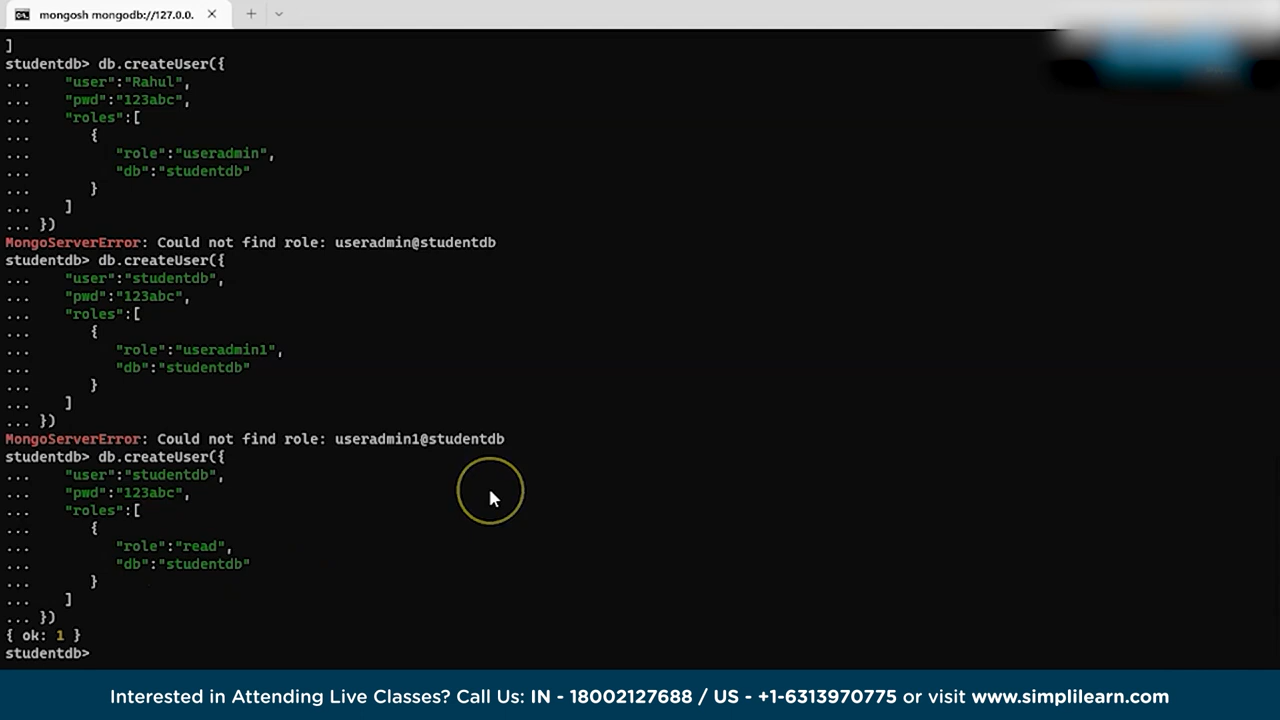 mongosh mongodb://127.0.0.
]
studentdb> db.createUser({
... "user":"Rahul",
... "pwd":"123abc",
... "roles":[
... {
... "role":"useradmin",
... "db":"studentdb"
... }
... ]
... })
MongoServerError: Could not find role: useradmin@studentdb
studentdb> db.createUser({
... "user":"studentdb",
... "pwd":"123abc",
... "roles":[
... {
... "role":"useradmin1",
... "db":"studentdb"
... }
... ]
... })
MongoServerError: Could not find role: useradmin1@studentdb
studentdb> db.createUser({
... "user":"studentdb",
... "pwd":"123abc",
... "roles":[
... {
... "role":"read",
... "db":"studentdb"
... }
... ]
... })
{ ok: 1 }
studentdb>
Interested in Attending Live Classes? Call Us: IN - 18002127688 / US - +1-6313970775 or visit www.simplilearn.com